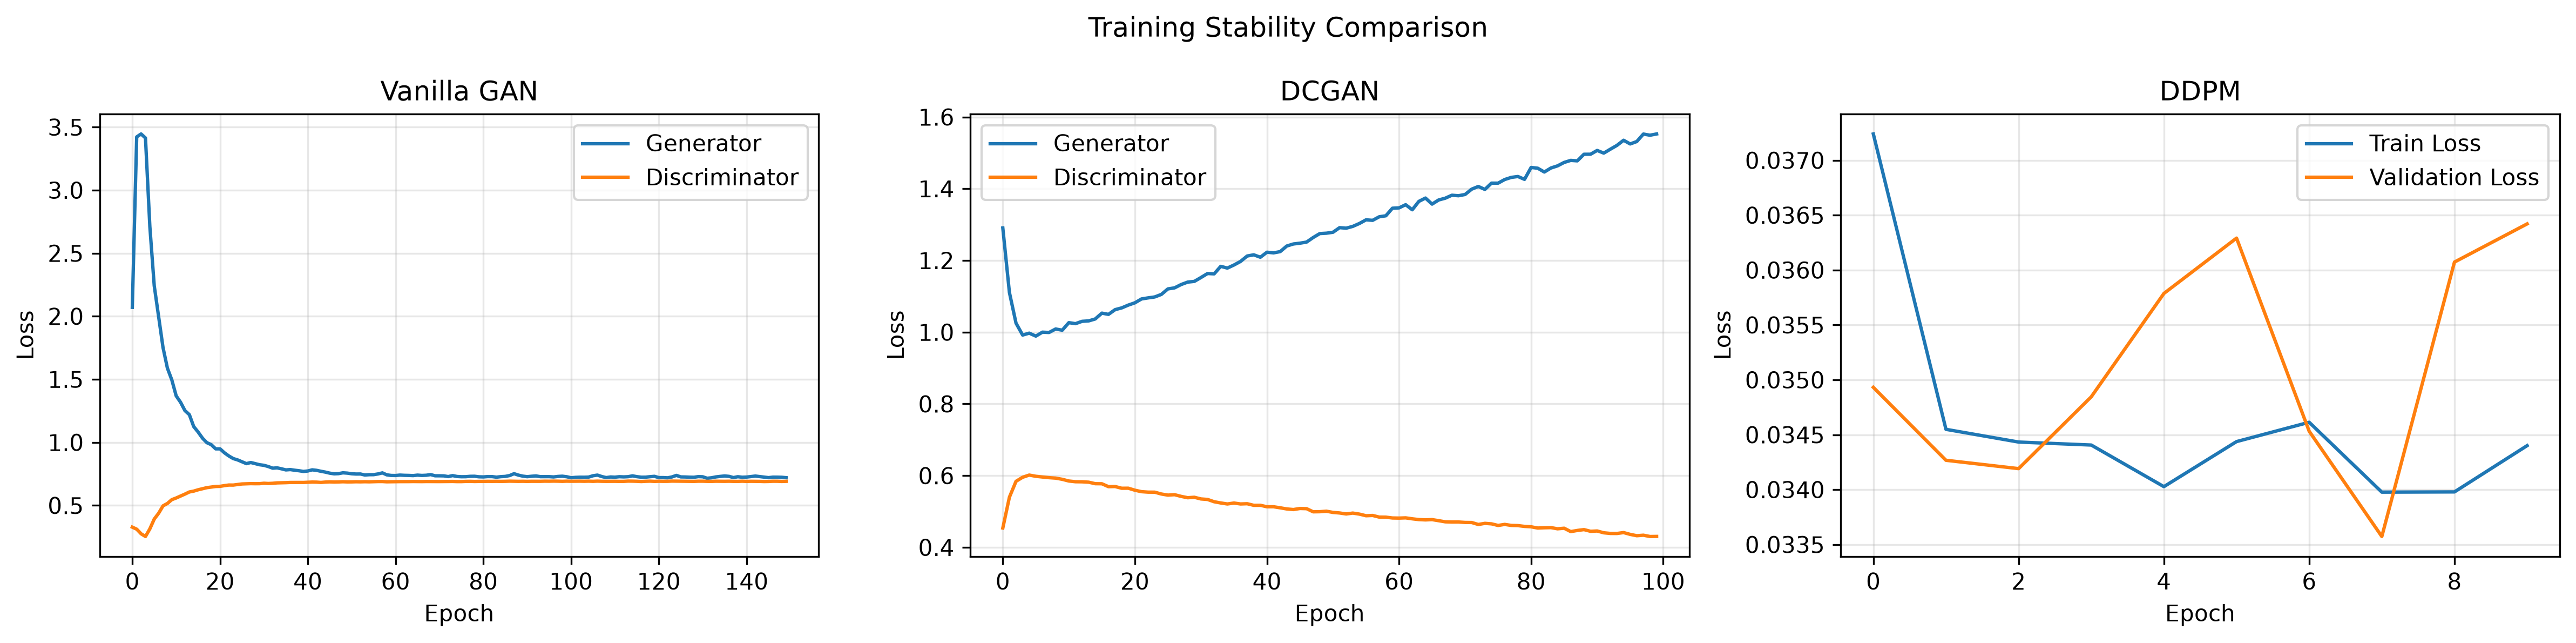 Training Stability Comparison
Vanilla GAN
3.5
3.0
2.5
2.0
1.5
1.0
0.5
Loss
Generator
Discriminator
0 20 40 60 80 100 120 140
Epoch
DCGAN
1.6
1.4
1.2
1.0
0.8
0.6
0.4
Loss
Generator
Discriminator
0 20 40 60 80 100
Epoch
DDPM
0.0370
0.0365
0.0360
0.0355
0.0350
0.0345
0.0340
0.0335
Loss
Train Loss
Validation Loss
0 2 4 6 8
Epoch